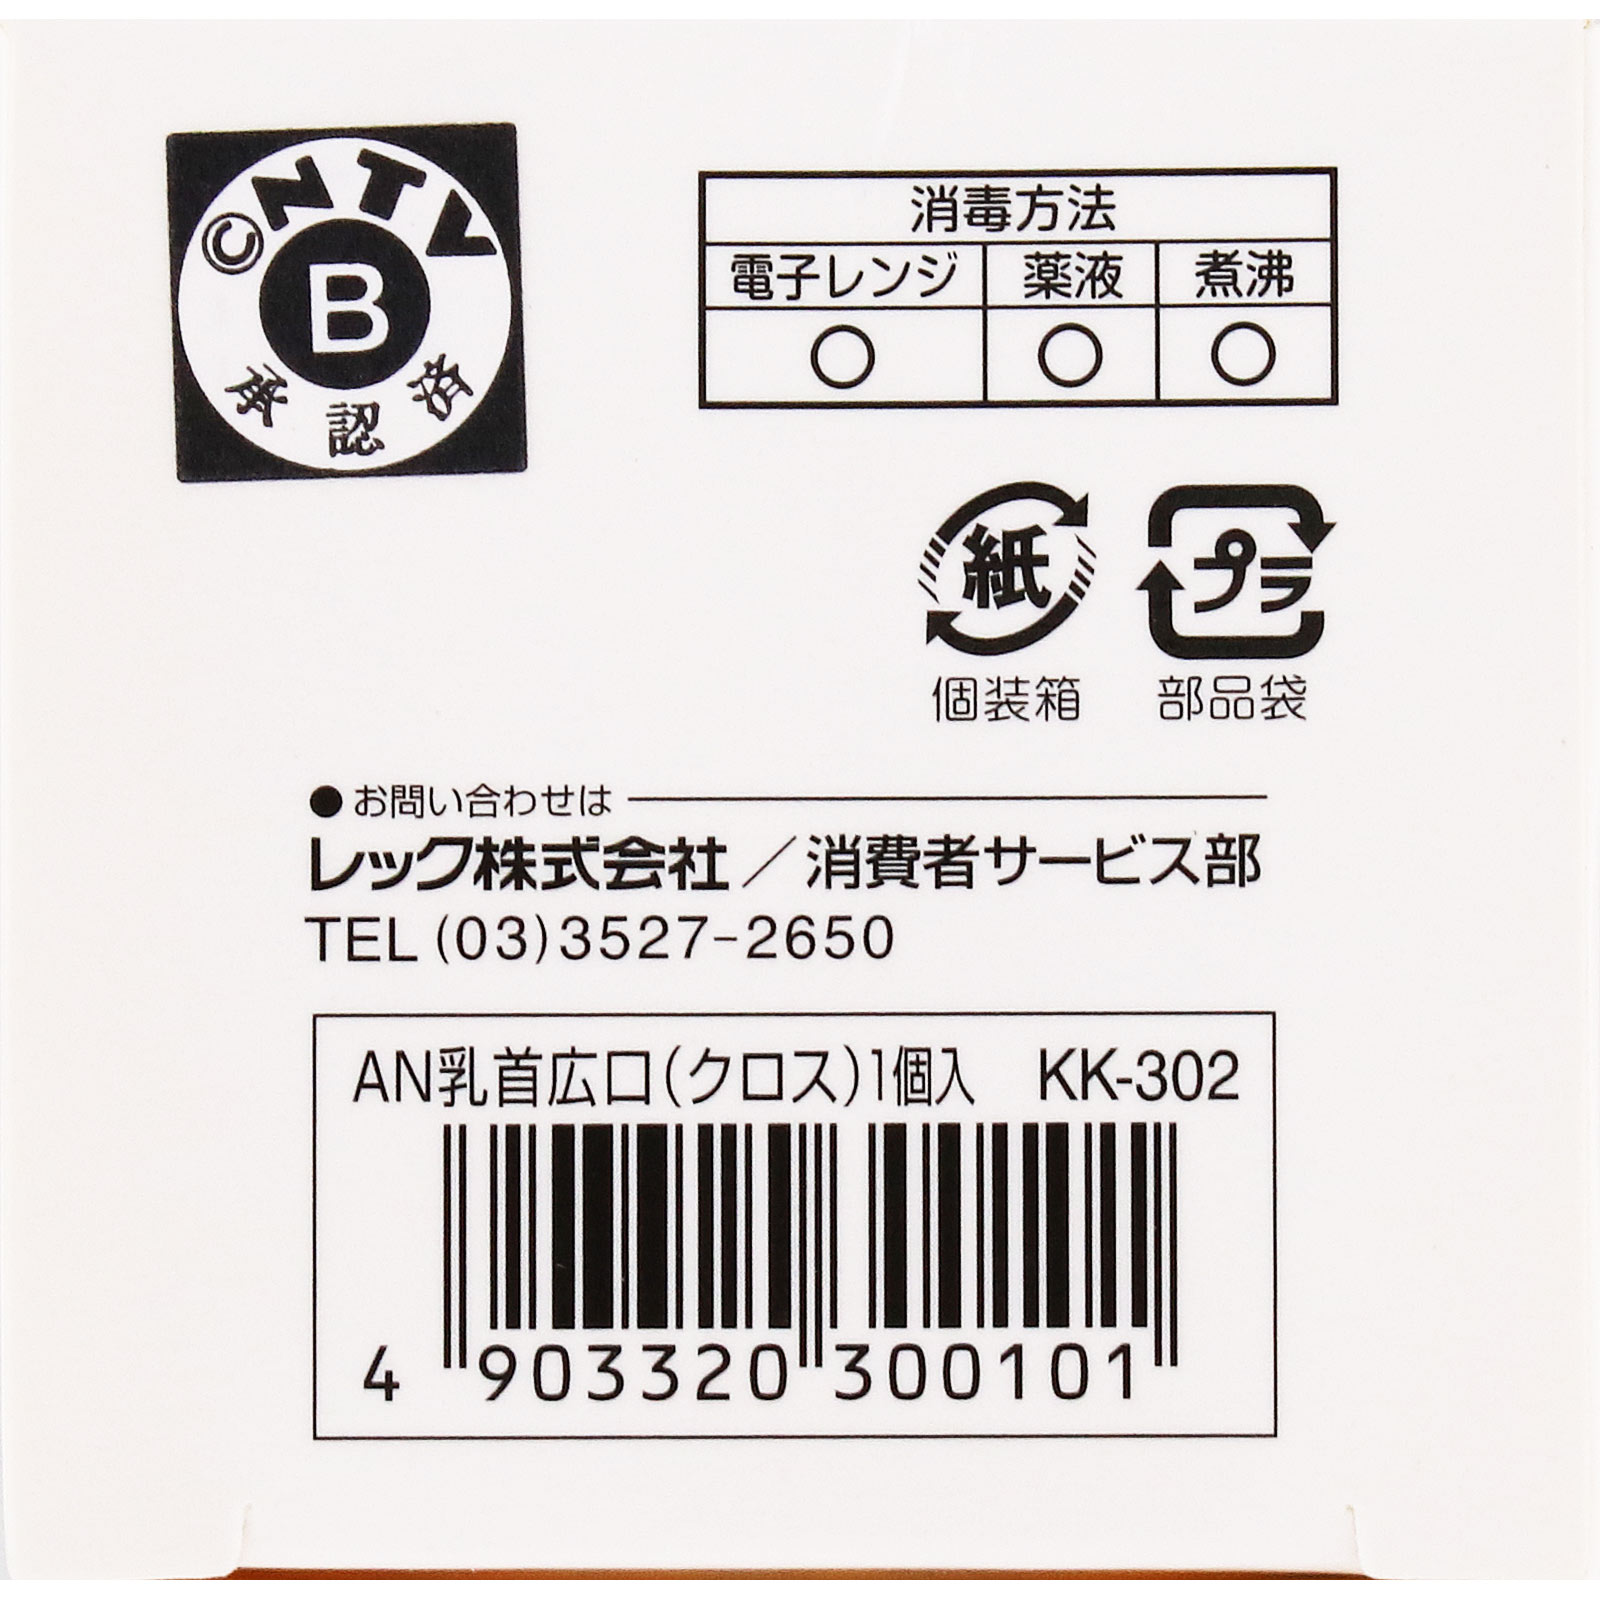 ©NTV
B
承認済
消毒方法
電子レンジ 薬液 煮沸
○ ○ ○
紙 プラ
個装箱 部品袋
●お問い合わせは
レック株式会社／消費者サービス部
TEL(03)3527-2650
AN乳首広口(クロス)1個入 KK-302
4 903320 300101